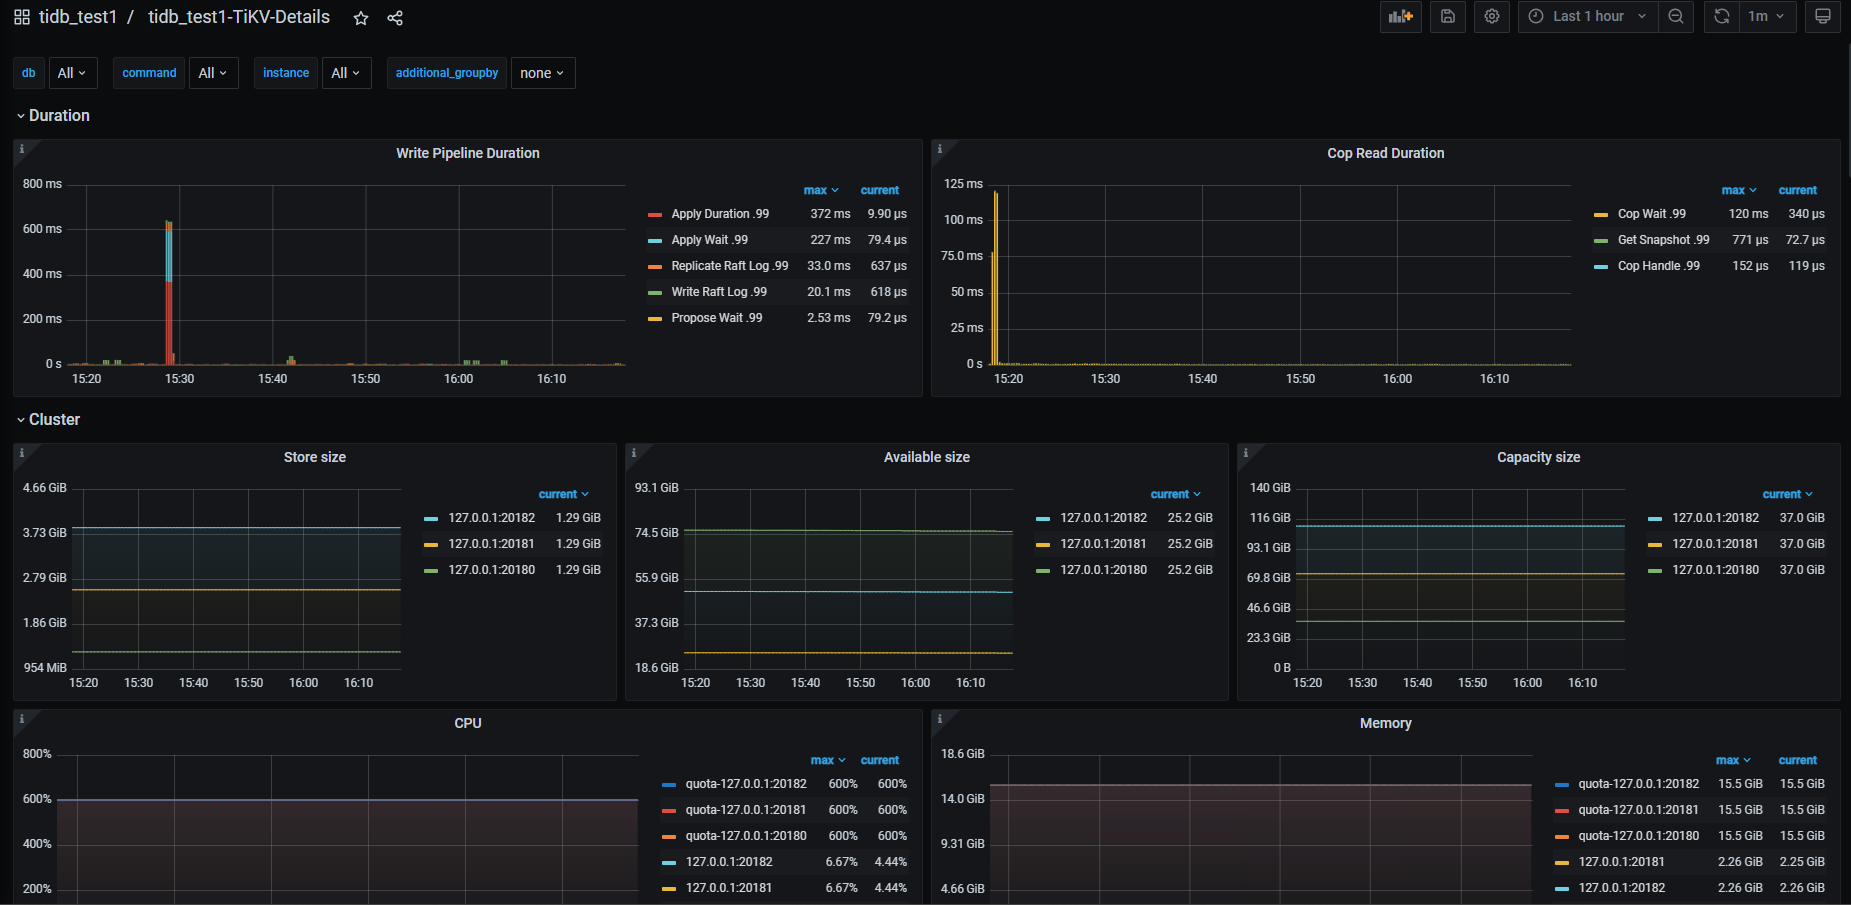 tidb_test1 / tidb_test1-TiKV-Details
Last 1 hour
1m
db All command All instance All additional_groupby none
Duration
Write Pipeline Duration
800 ms
600 ms
400 ms
200 ms
0 s
15:20 15:30 15:40 15:50 16:00 16:10
max current
Apply Duration .99 372 ms 9.90 µs
Apply Wait .99 227 ms 79.4 µs
Replicate Raft Log .99 33.0 ms 637 µs
Write Raft Log .99 20.1 ms 618 µs
Propose Wait .99 2.53 ms 79.2 µs
Cop Read Duration
125 ms
100 ms
75.0 ms
50 ms
25 ms
0 s
15:20 15:30 15:40 15:50 16:00 16:10
max current
Cop Wait .99 120 ms 340 µs
Get Snapshot .99 771 µs 72.7 µs
Cop Handle .99 152 µs 119 µs
Cluster
Store size
4.66 GiB
3.73 GiB
2.79 GiB
1.86 GiB
954 MiB
15:20 15:30 15:40 15:50 16:00 16:10
current
127.0.0.1:20182 1.29 GiB
127.0.0.1:20181 1.29 GiB
127.0.0.1:20180 1.29 GiB
Available size
93.1 GiB
74.5 GiB
55.9 GiB
37.3 GiB
18.6 GiB
15:20 15:30 15:40 15:50 16:00 16:10
current
127.0.0.1:20182 25.2 GiB
127.0.0.1:20181 25.2 GiB
127.0.0.1:20180 25.2 GiB
Capacity size
140 GiB
116 GiB
93.1 GiB
69.8 GiB
46.6 GiB
23.3 GiB
0 B
15:20 15:30 15:40 15:50 16:00 16:10
current
127.0.0.1:20182 37.0 GiB
127.0.0.1:20181 37.0 GiB
127.0.0.1:20180 37.0 GiB
CPU
800%
600%
400%
200%
max current
quota-127.0.0.1:20182 600% 600%
quota-127.0.0.1:20181 600% 600%
quota-127.0.0.1:20180 600% 600%
127.0.0.1:20182 6.67% 4.44%
127.0.0.1:20181 6.67% 4.44%
Memory
18.6 GiB
14.0 GiB
9.31 GiB
4.66 GiB
max current
quota-127.0.0.1:20182 15.5 GiB 15.5 GiB
quota-127.0.0.1:20181 15.5 GiB 15.5 GiB
quota-127.0.0.1:20180 15.5 GiB 15.5 GiB
127.0.0.1:20181 2.26 GiB 2.25 GiB
127.0.0.1:20182 2.26 GiB 2.26 GiB